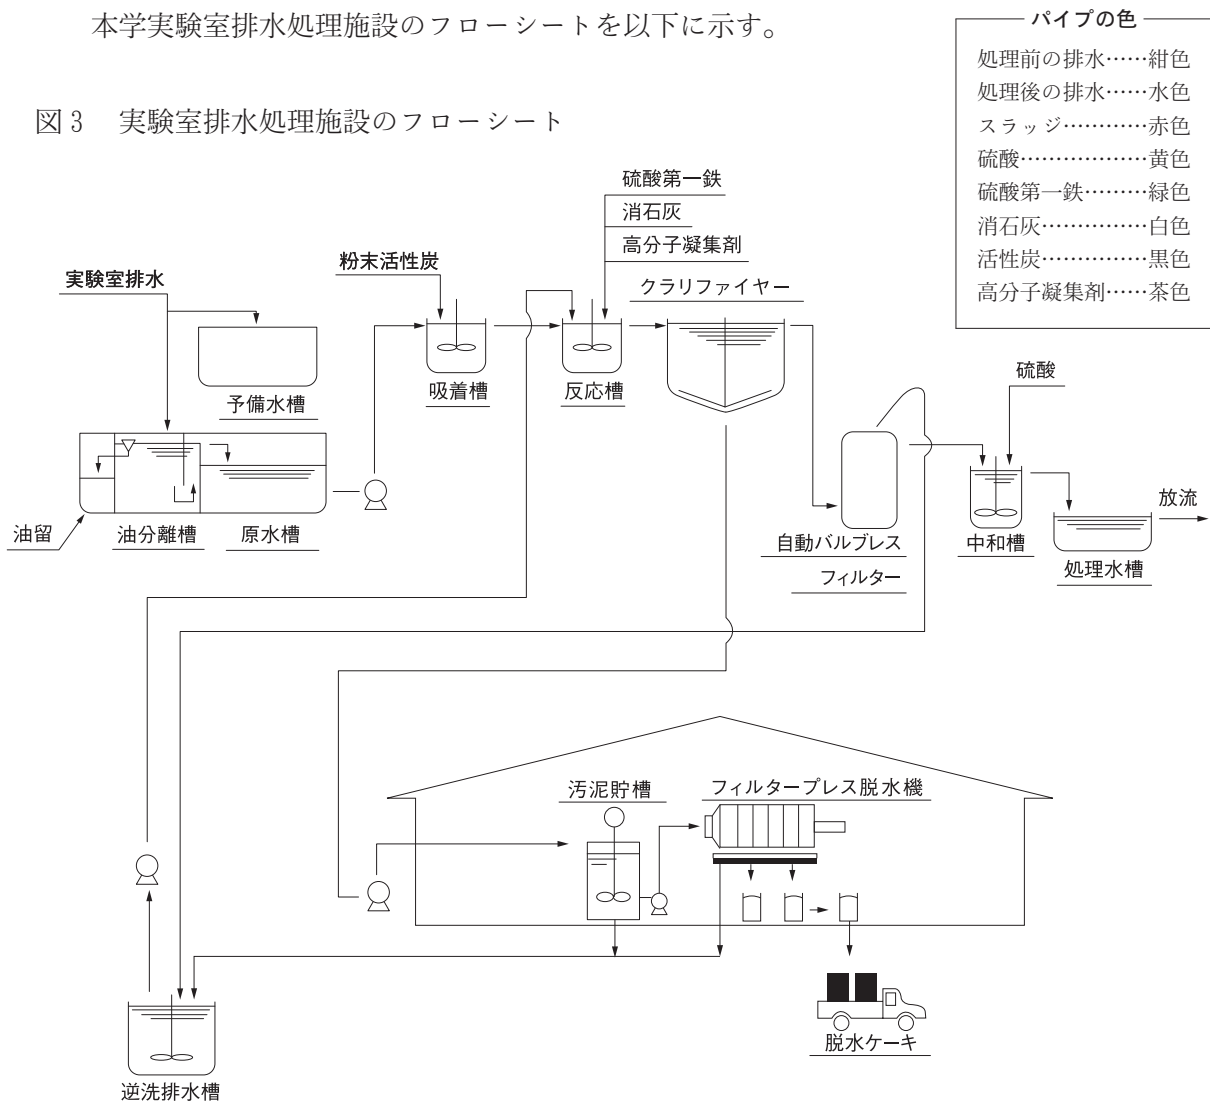 本学実験室排水処理施設のフローシートを以下に示す。
図3　実験室排水処理施設のフローシート
パイプの色
処理前の排水……紺色
処理後の排水……水色
スラッジ…………赤色
硫酸………………黄色
硫酸第一鉄………緑色
消石灰……………白色
活性炭……………黒色
高分子凝集剤……茶色
硫酸第一鉄
消石灰
高分子凝集剤
粉末活性炭
実験室排水
クラリファイヤー
予備水槽
吸着槽
反応槽
硫酸
油留
油分離槽
原水槽
自動バルブレス
フィルター
中和槽
処理水槽
放流
汚泥貯槽
フィルタープレス脱水機
脱水ケーキ
逆洗排水槽